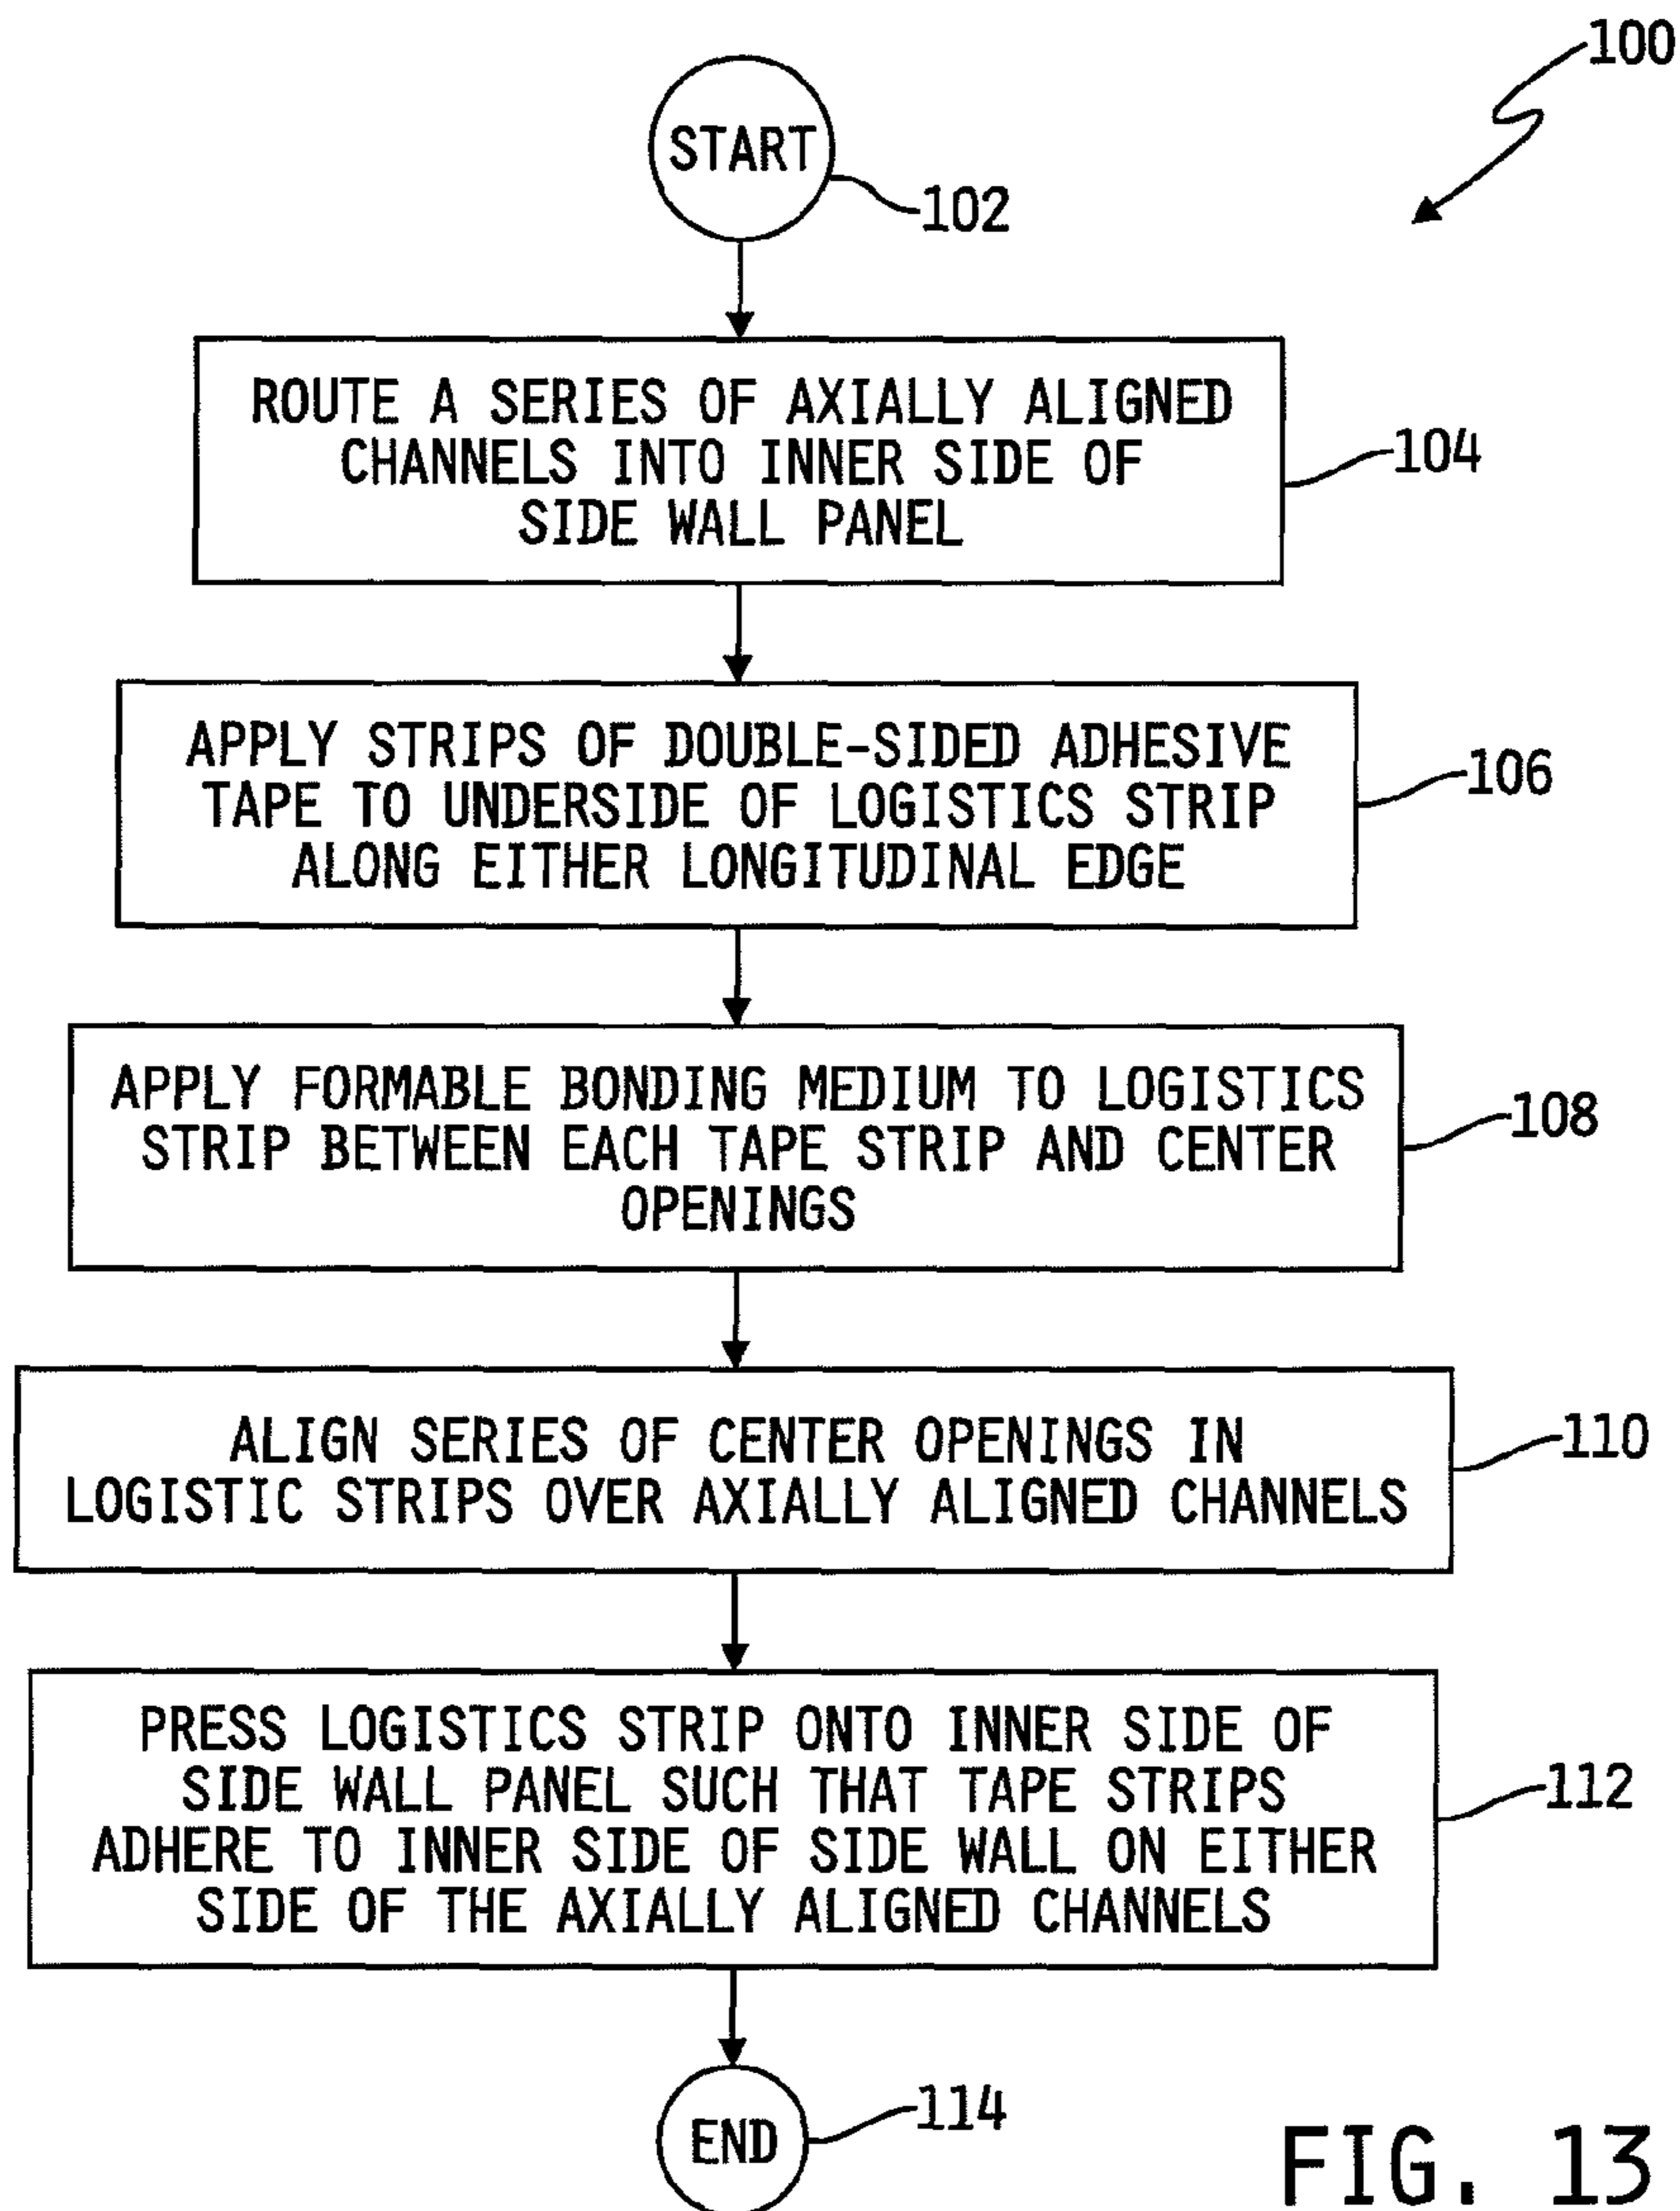 100
START
102
ROUTE A SERIES OF AXIALLY ALIGNED
CHANNELS INTO INNER SIDE OF
SIDE WALL PANEL
104
APPLY STRIPS OF DOUBLE-SIDED ADHESIVE
TAPE TO UNDERSIDE OF LOGISTICS STRIP
ALONG EITHER LONGITUDINAL EDGE
106
APPLY FORMABLE BONDING MEDIUM TO LOGISTICS
STRIP BETWEEN EACH TAPE STRIP AND CENTER
OPENINGS
108
ALIGN SERIES OF CENTER OPENINGS IN
LOGISTIC STRIPS OVER AXIALLY ALIGNED CHANNELS
110
PRESS LOGISTICS STRIP ONTO INNER SIDE OF
SIDE WALL PANEL SUCH THAT TAPE STRIPS
ADHERE TO INNER SIDE OF SIDE WALL ON EITHER
SIDE OF THE AXIALLY ALIGNED CHANNELS
112
END
114
FIG. 13